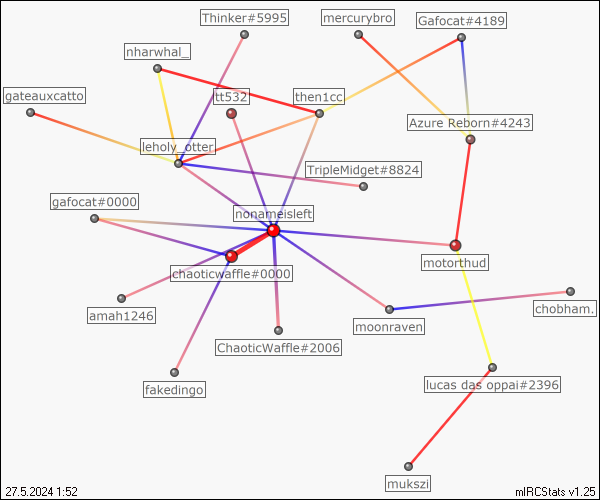 Thinker#5995
mercurybro
Gafocat#4189
nharwhal_
gateauxcatto
tt532
then1cc
Azure Reborn#4243
leholy_otter
TripleMidget#8824
gafocat#0000
nonameisleft
motorthud
chaoticwaffle#0000
amah1246
chobham.
moonraven
ChaoticWaffle#2006
fakedingo
lucas das oppai#2396
mukszi
27.5.2024 1:52
mIRCStats v1.25